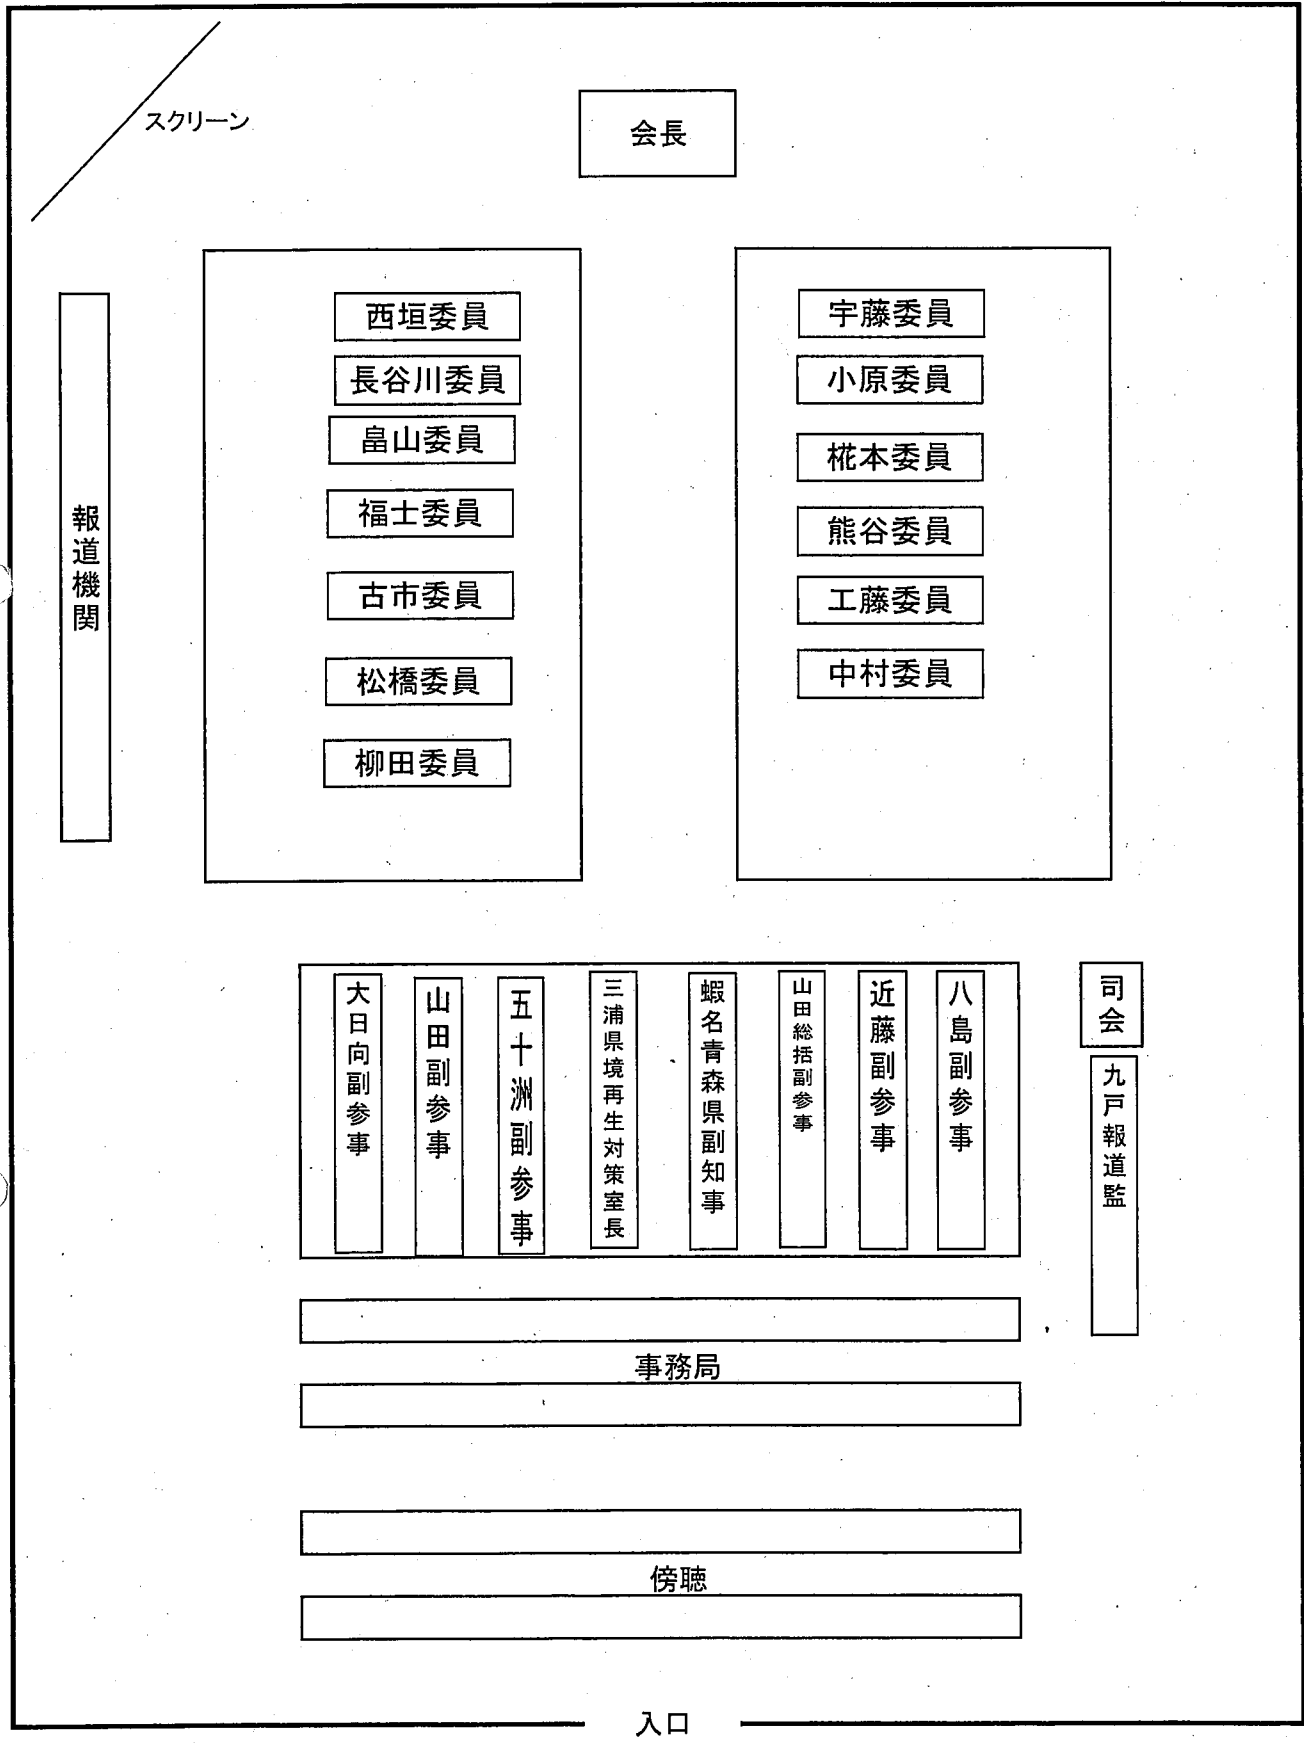 スクリーン
会長
報道機関
西垣委員
長谷川委員
畠山委員
福士委員
古市委員
松橋委員
柳田委員
宇藤委員
小原委員
椛本委員
熊谷委員
工藤委員
中村委員
大日向副参事
山田副参事
五十洲副参事
三浦県境再生対策室長
蝦名青森県副知事
山田総括副参事
近藤副参事
八島副参事
司会
九戸報道監
事務局
傍聴
入口